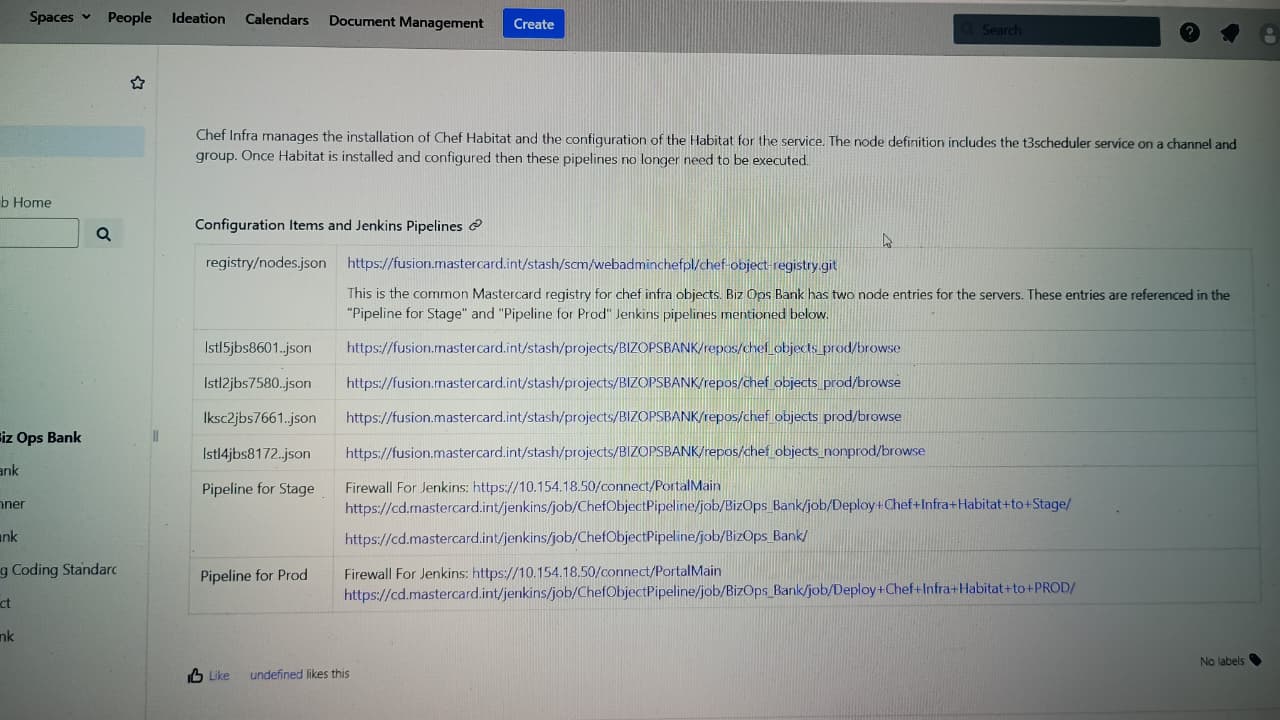 Spaces People Ideation Calendars Document Management Create Search
Chef Infra manages the installation of Chef Habitat and the configuration of the Habitat for the service. The node definition includes the t3scheduler service on a channel and
group. Once Habitat is installed and configured then these pipelines no longer need to be executed.
b Home
Configuration Items and Jenkins Pipelines
registry/nodes.json https://fusion.mastercard.int/stash/scm/webadminchefpl/chef-object-registry.git
This is the common Mastercard registry for chef infra objects. Biz Ops Bank has two node entries for the servers. These entries are referenced in the
"Pipeline for Stage" and "Pipeline for Prod" Jenkins pipelines mentioned below.
lstl5jbs8601..json https://fusion.mastercard.int/stash/projects/BIZOPSBANK/repos/chef_objects_prod/browse
lstl2jbs7580..json https://fusion.mastercard.int/stash/projects/BIZOPSBANK/repos/chef_objects_prod/browse
lksc2jbs7661..json https://fusion.mastercard.int/stash/projects/BIZOPSBANK/repos/chef_objects_prod/browse
iz Ops Bank
lstl4jbs8172..json https://fusion.mastercard.int/stash/projects/BIZOPSBANK/repos/chef_objects_nonprod/browse
ank
Pipeline for Stage Firewall For Jenkins: https://10.154.18.50/connect/PortalMain
https://cd.mastercard.int/jenkins/job/ChefObjectPipeline/job/BizOps_Bank/job/Deploy+Chef+Infra+Habitat+to+Stage/
nner
https://cd.mastercard.int/jenkins/job/ChefObjectPipeline/job/BizOps_Bank/
ank
g Coding Standarc
Pipeline for Prod Firewall For Jenkins: https://10.154.18.50/connect/PortalMain
https://cd.mastercard.int/jenkins/job/ChefObjectPipeline/job/BizOps_Bank/job/Deploy+Chef+Infra+Habitat+to+PROD/
ct
nk
Like undefined likes this
No labels